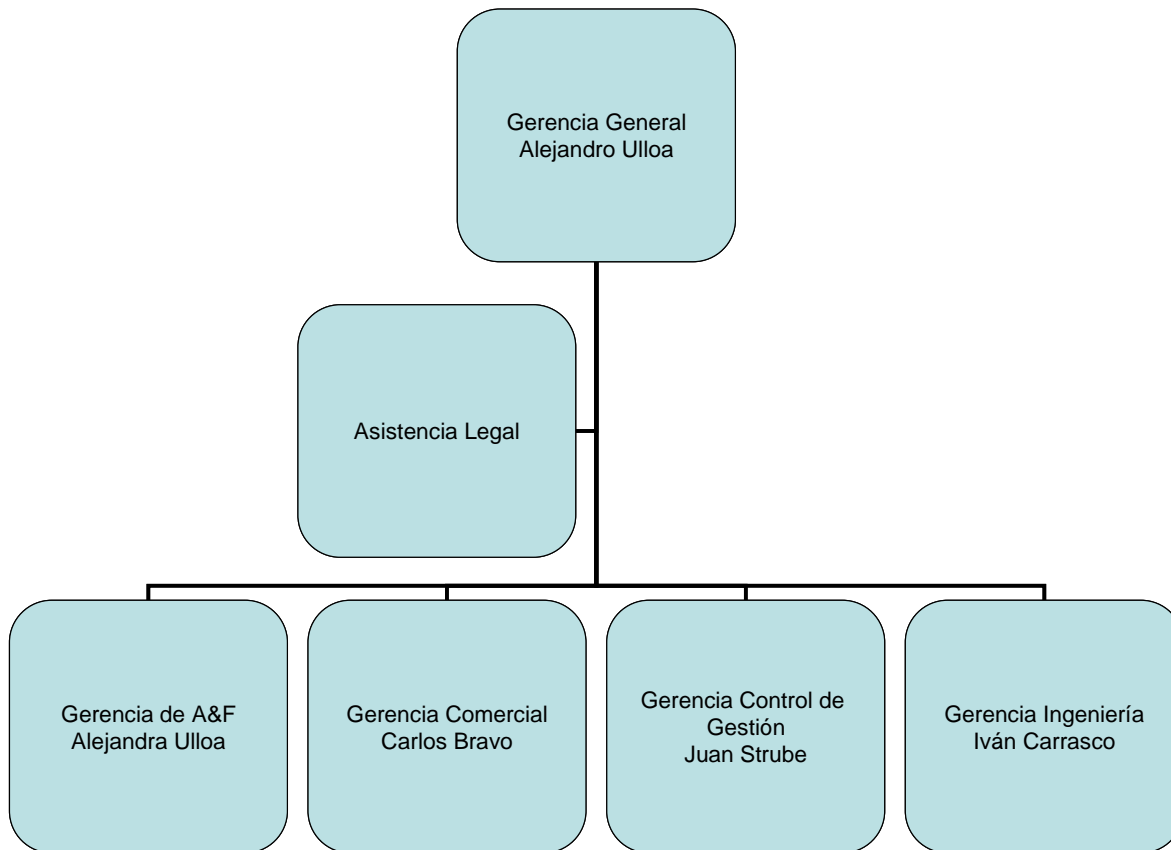 Gerencia General
Alejandro Ulloa
Asistencia Legal
Gerencia de A&F
Alejandra Ulloa
Gerencia Comercial
Carlos Bravo
Gerencia Control de
Gestión
Juan Strube
Gerencia Ingeniería
Iván Carrasco